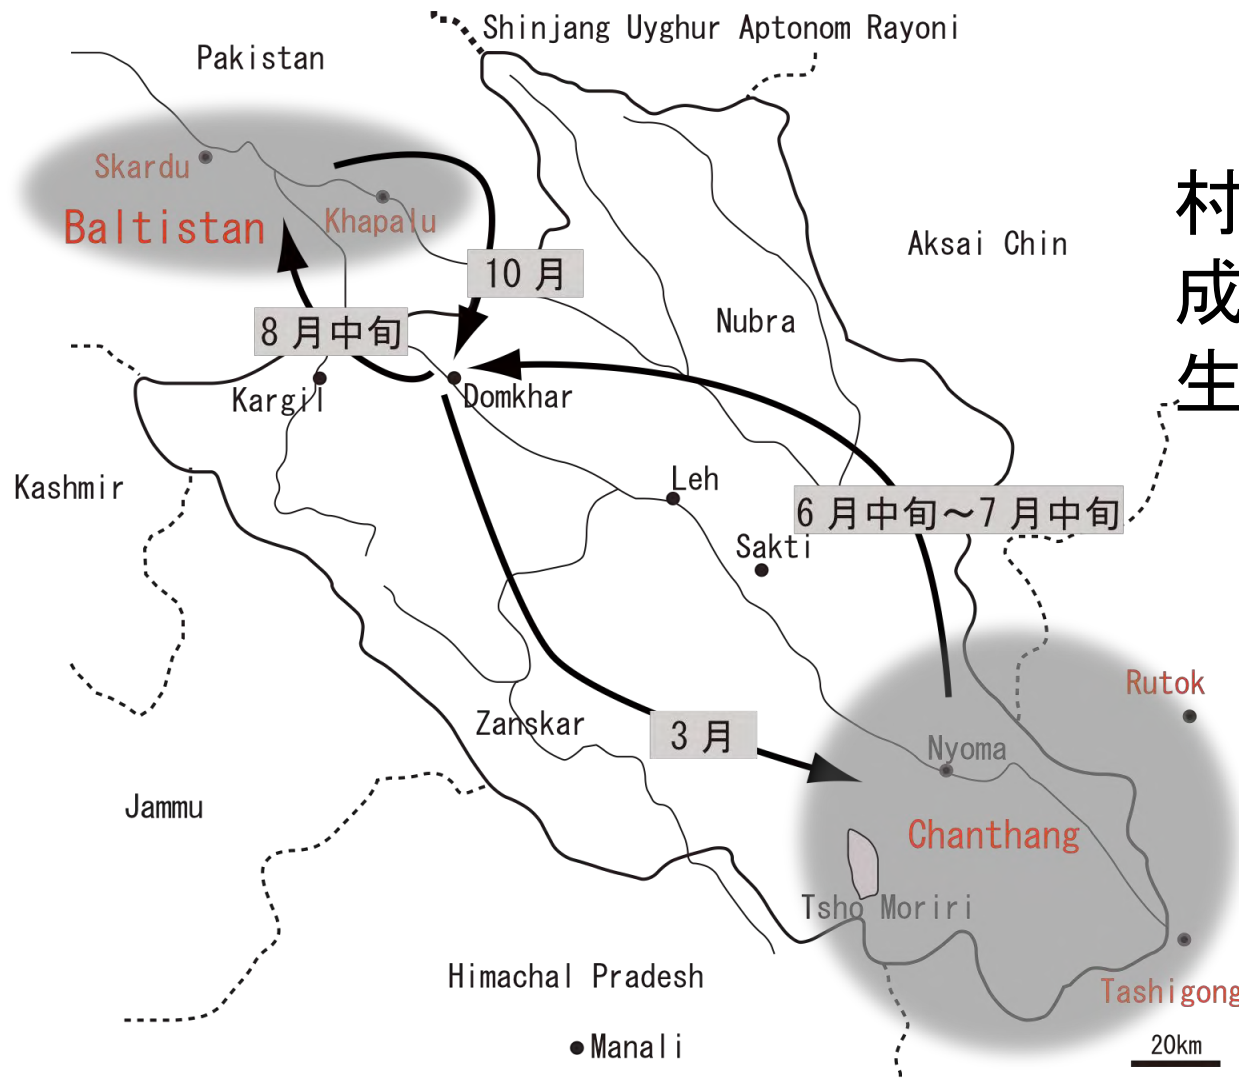 Shinjang Uyghur Aptonom Rayoni
Pakistan
Skardu
Khapalu
Baltistan
Aksai Chin
10月
8月中旬
Nubra
Kargil
Domkhar
村
成
生
Kashmir
Leh
6月中旬～7月中旬
Sakti
Rutok
Zanskar
3月
Nyoma
Jammu
Chanthang
Tsho Moriri
Himachal Pradesh
Tashigong
Manali
20km